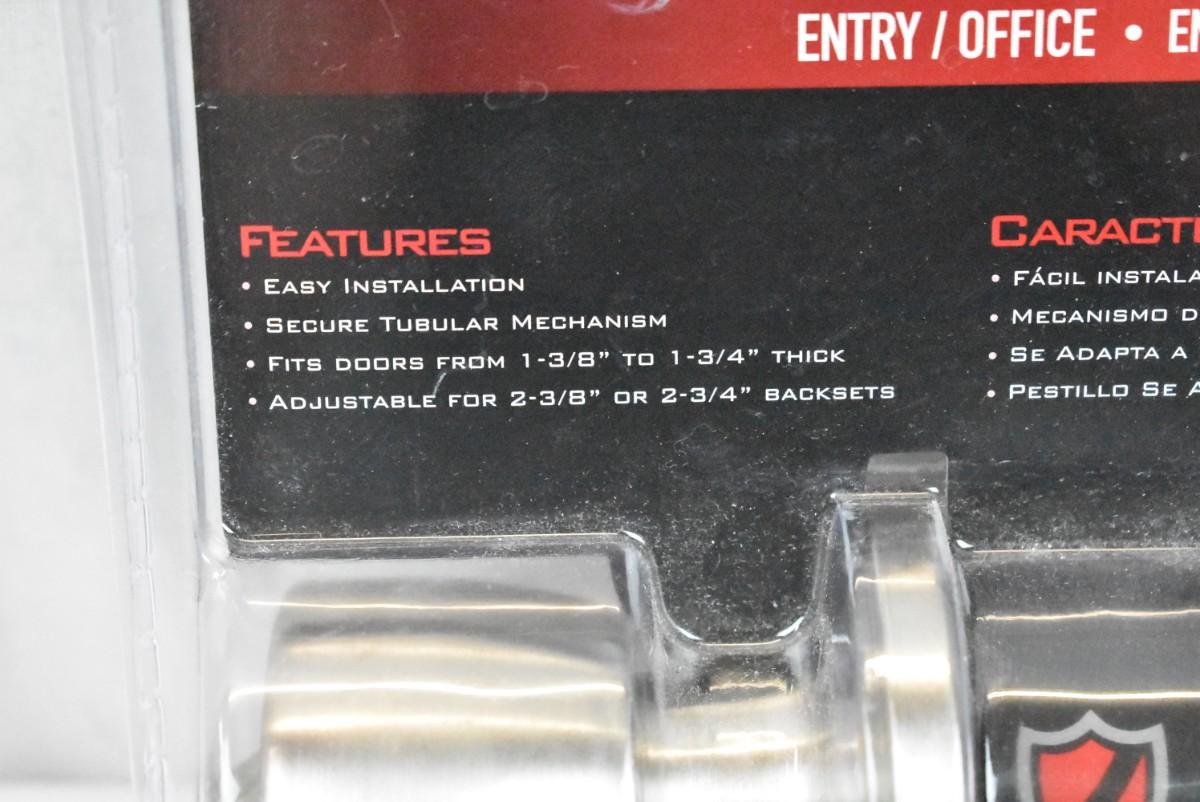 ENTRY / OFFICE •
FEATURES
• EASY INSTALLATION
• SECURE TUBULAR MECHANISM
• FITS DOORS FROM 1-3/8” TO 1-3/4” THICK
• ADJUSTABLE FOR 2-3/8” OR 2-3/4” BACKSETS
• FÁCIL
• MECANISMO
• SE ADAPTA A
• PESTILLO SE